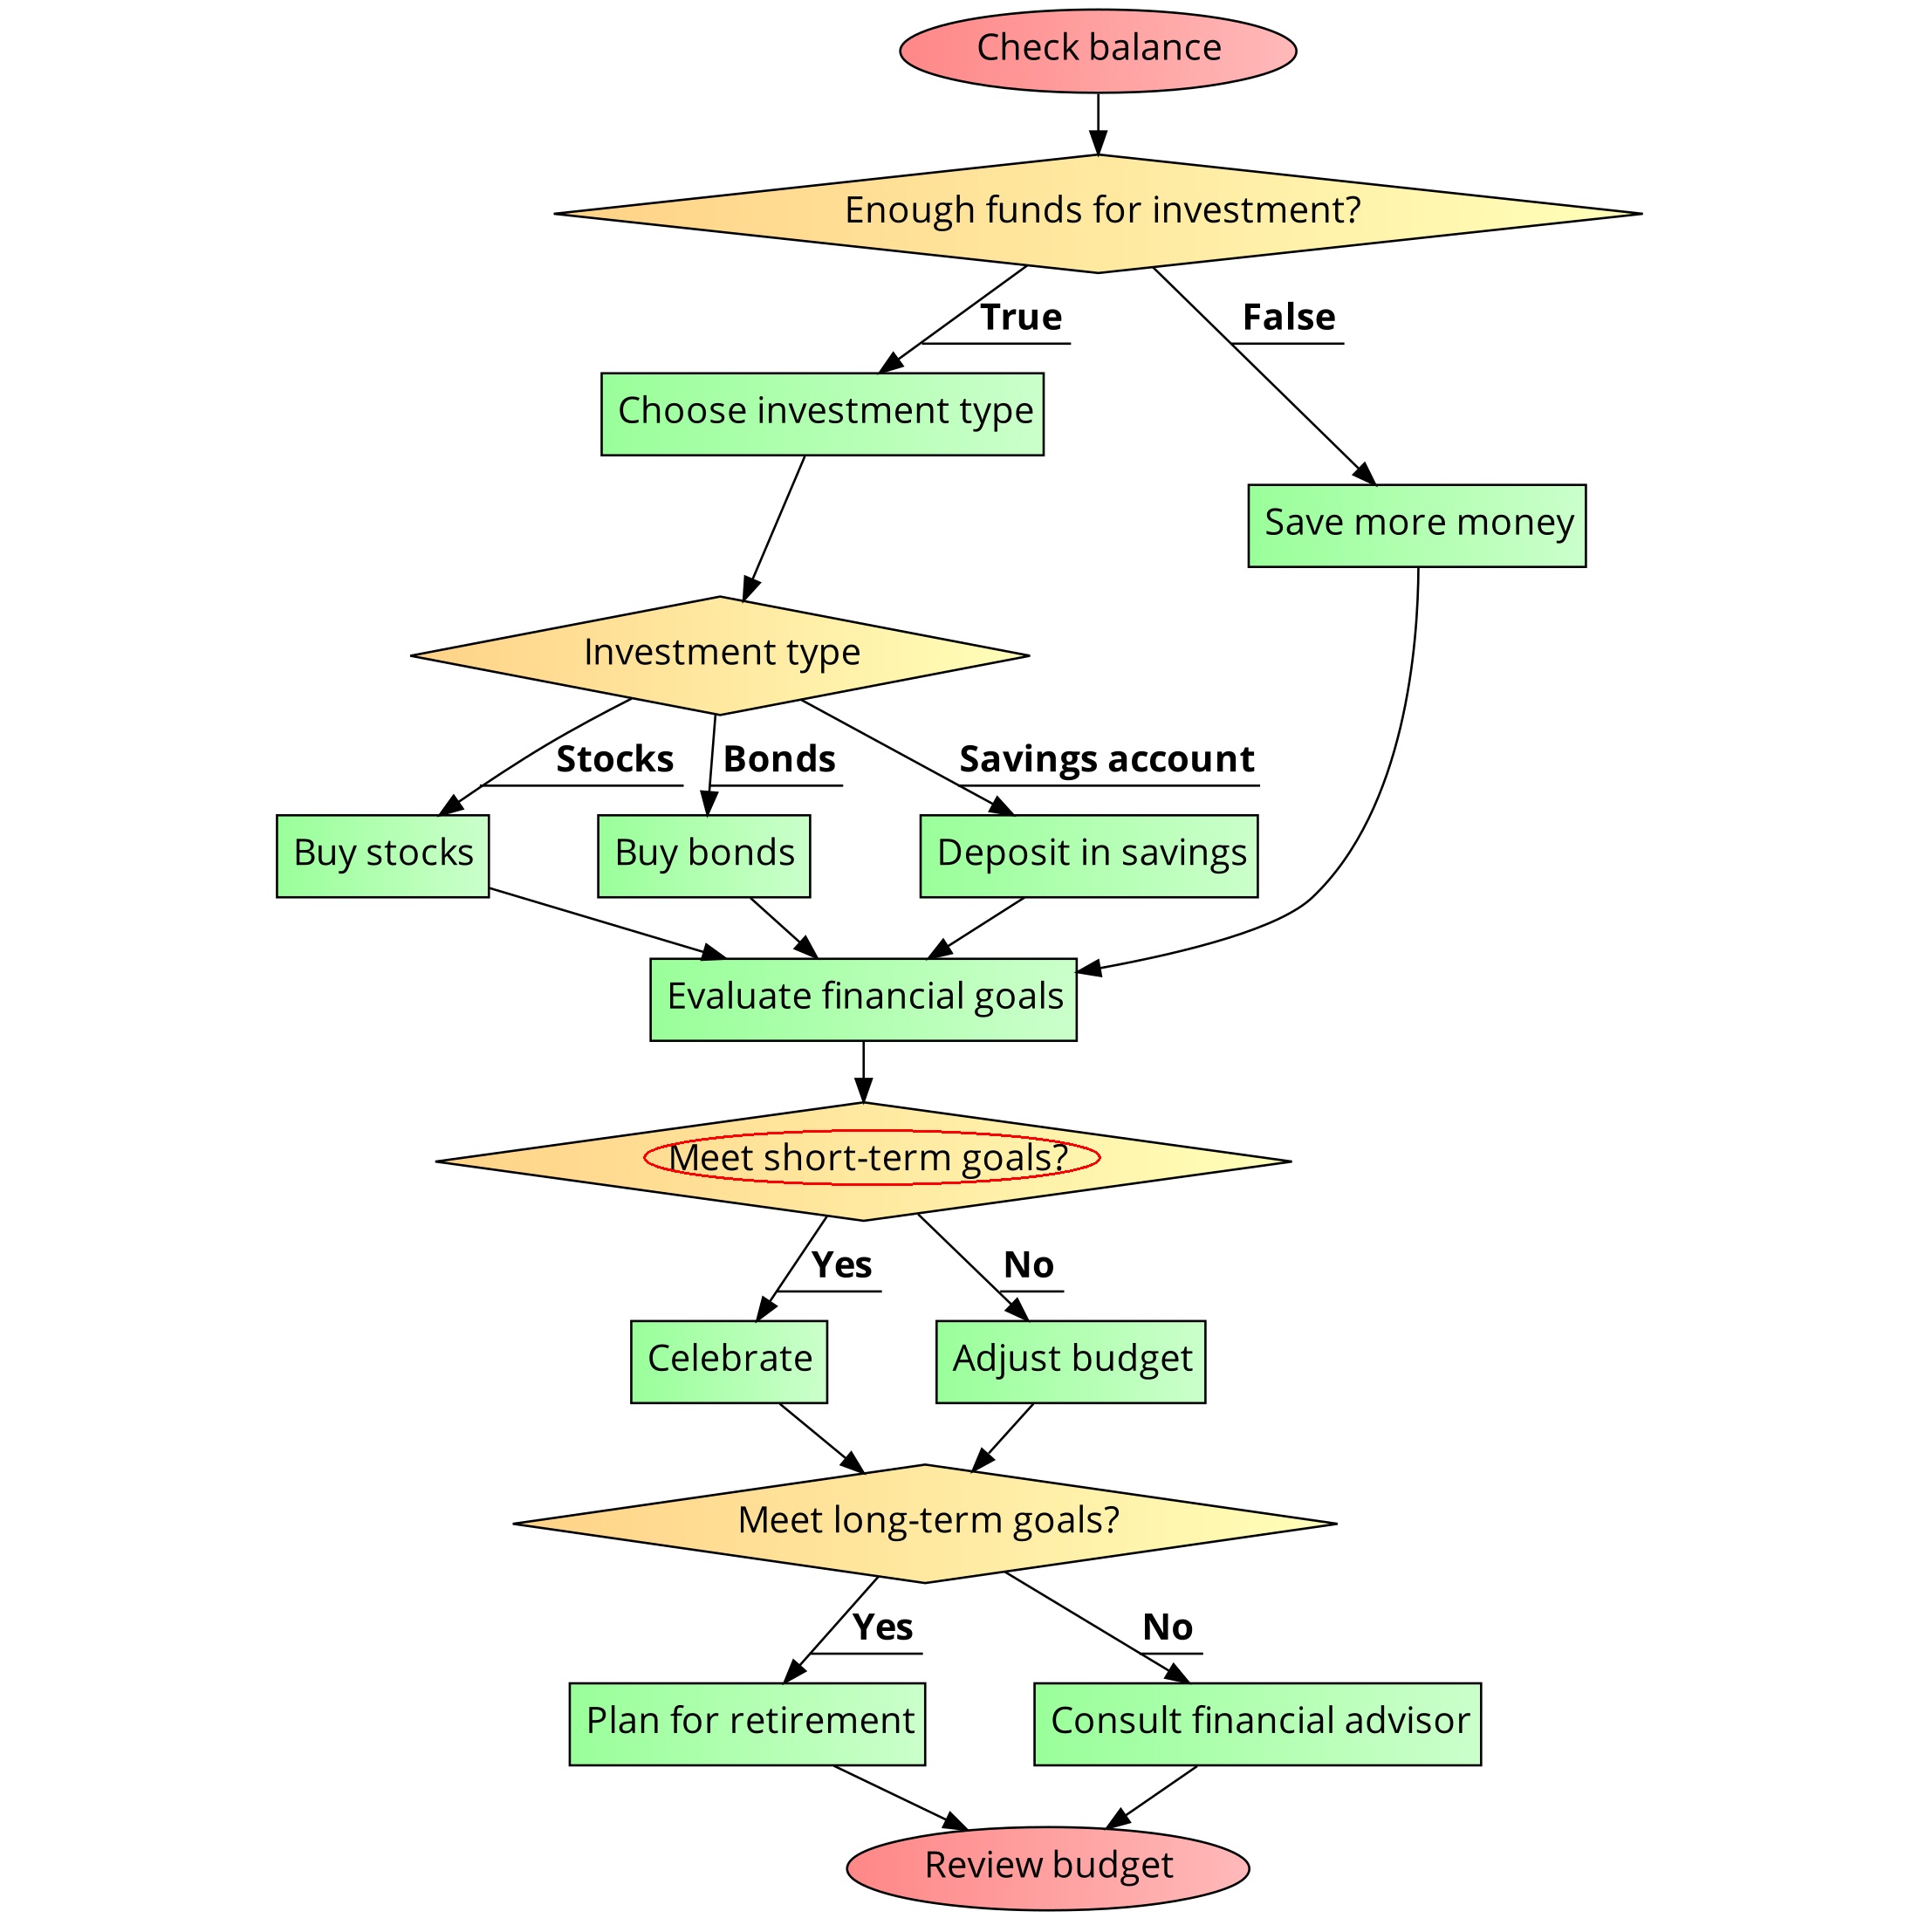 Check balance
Enough funds for investment?
True
False
Choose investment type
Save more money
Investment type
Stocks
Bonds
Savings account
Buy stocks
Buy bonds
Deposit in savings
Evaluate financial goals
Meet short-term goals?
Yes
No
Celebrate
Adjust budget
Meet long-term goals?
Yes
No
Plan for retirement
Consult financial advisor
Review budget